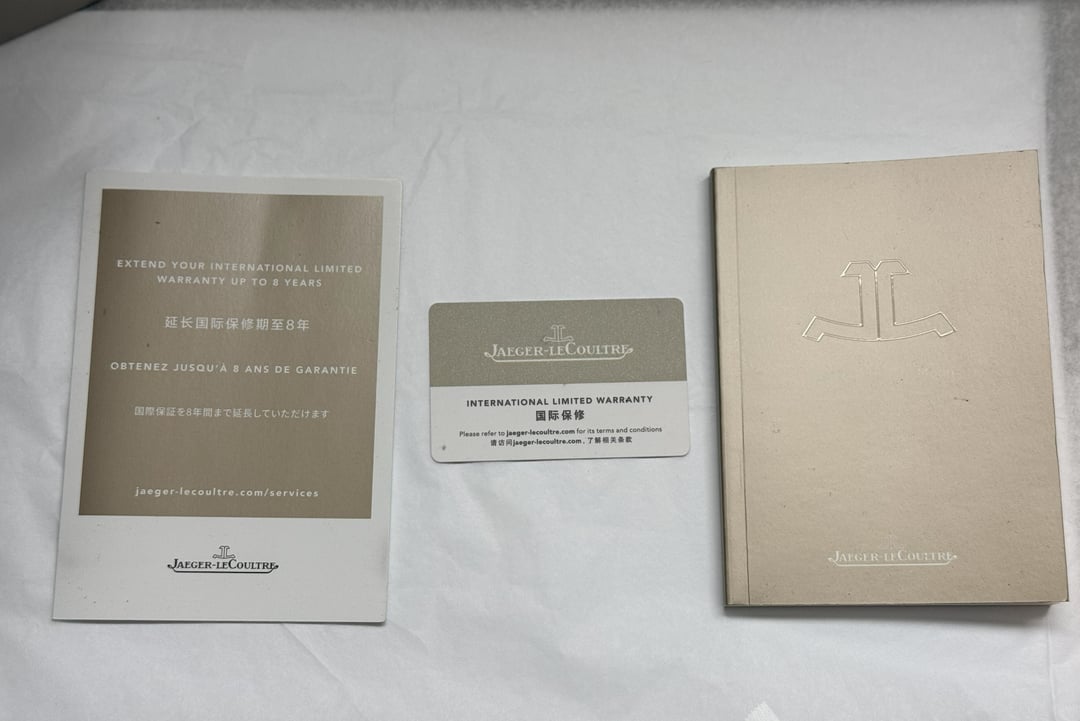 EXTEND YOUR INTERNATIONAL LIMITED
WARRANTY UP TO 8 YEARS
延长国际保修期至8年
OBTENEZ JUSQU'À 8 ANS DE GARANTIE
国際保証を8年間まで延長していただけます
jaeger-lecoultre.com/services
JAEGER-LECOULTRE
JAEGER-LECOULTRE
INTERNATIONAL LIMITED WARRANTY
国际保修
Please refer to jaeger-lecoultre.com for its terms and conditions
请访问jaeger-lecoultre.com，了解相关条款
JAEGER-LECOULTRE